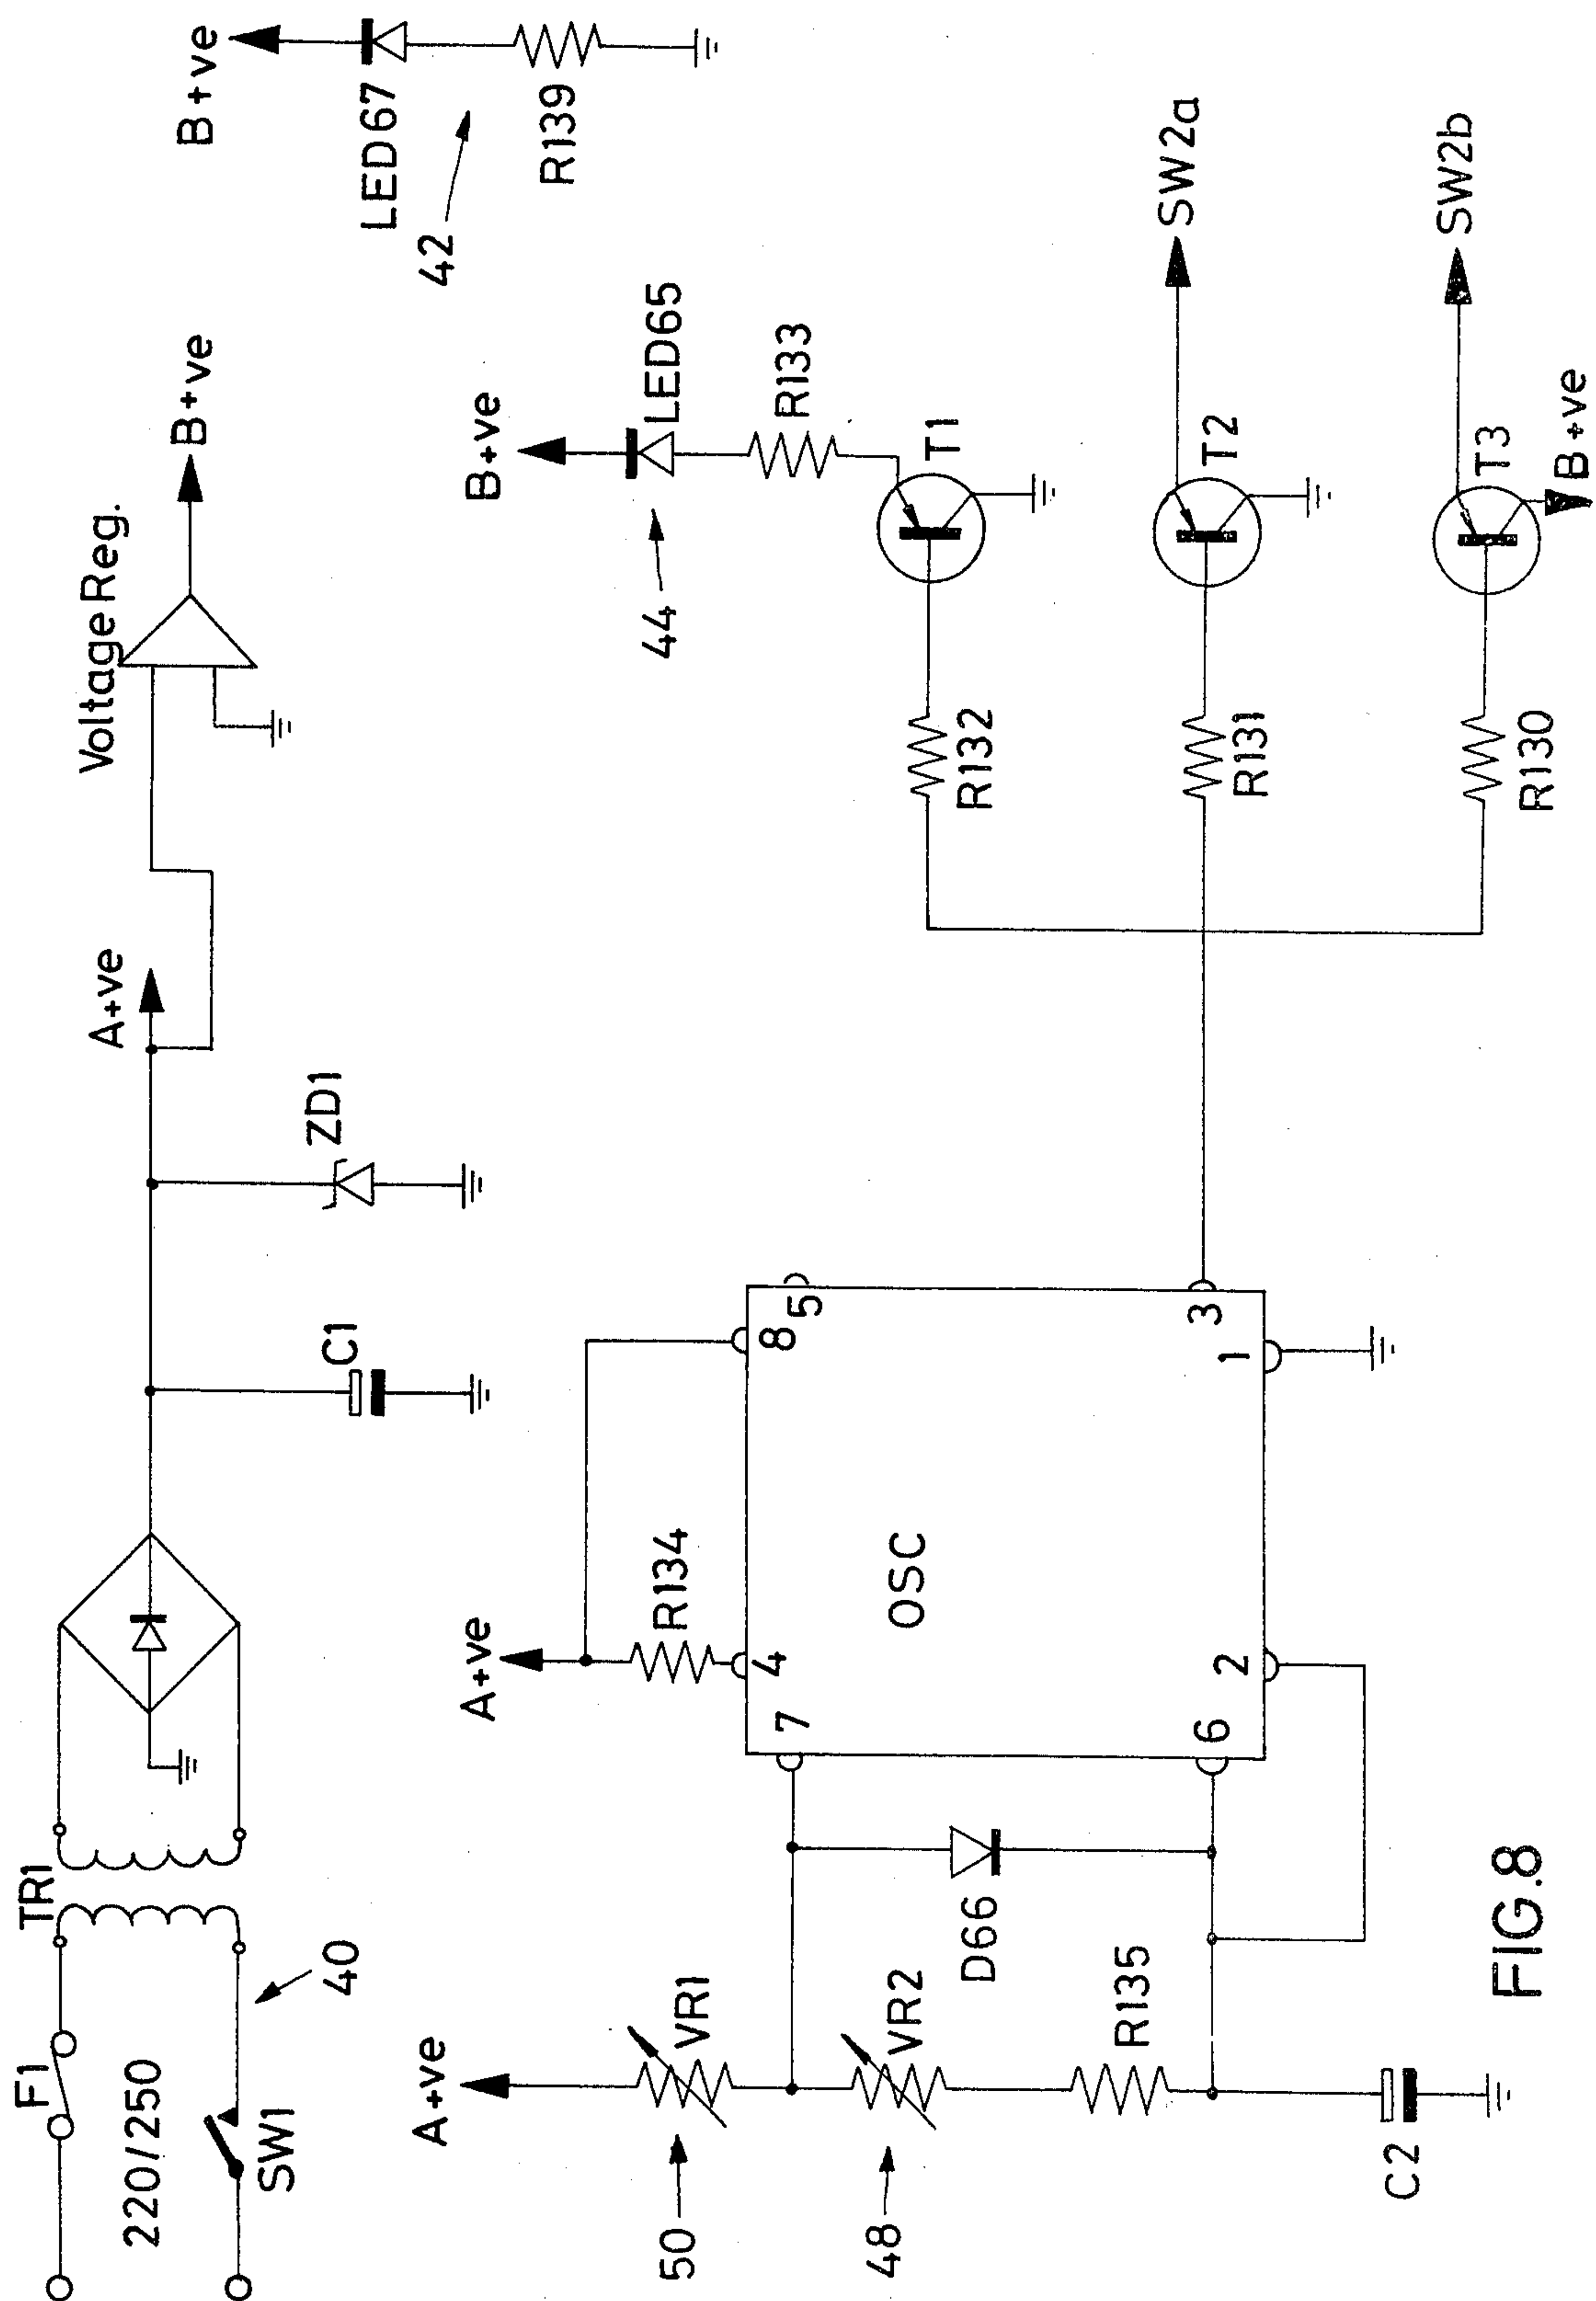 F1
220/250
SW1
40
TR1
C1
ZD1
A+ve
Voltage Reg.
B+ve
B+ve
LED67
42
R139
A+ve
50
VR1
48
VR2
R135
C2
D66
A+ve
R134
7
4
8
5
OSC
6
2
1
3
B+ve
44
LED65
R133
R132
T1
R131
T2
SW2a
R130
T3
SW2b
B+ve
FIG.8